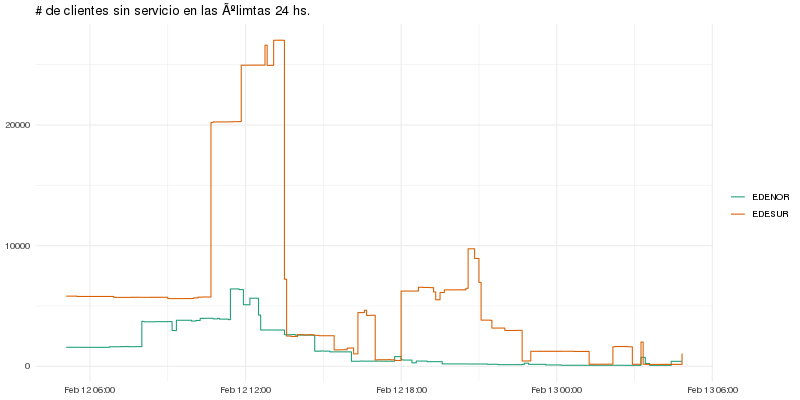 # de clientes sin servicio en las Ãºlimtas 24 hs.
20000
10000
0
Feb 12 06:00
Feb 12 12:00
Feb 12 18:00
Feb 13 00:00
Feb 13 06:00
EDENOR
EDESUR